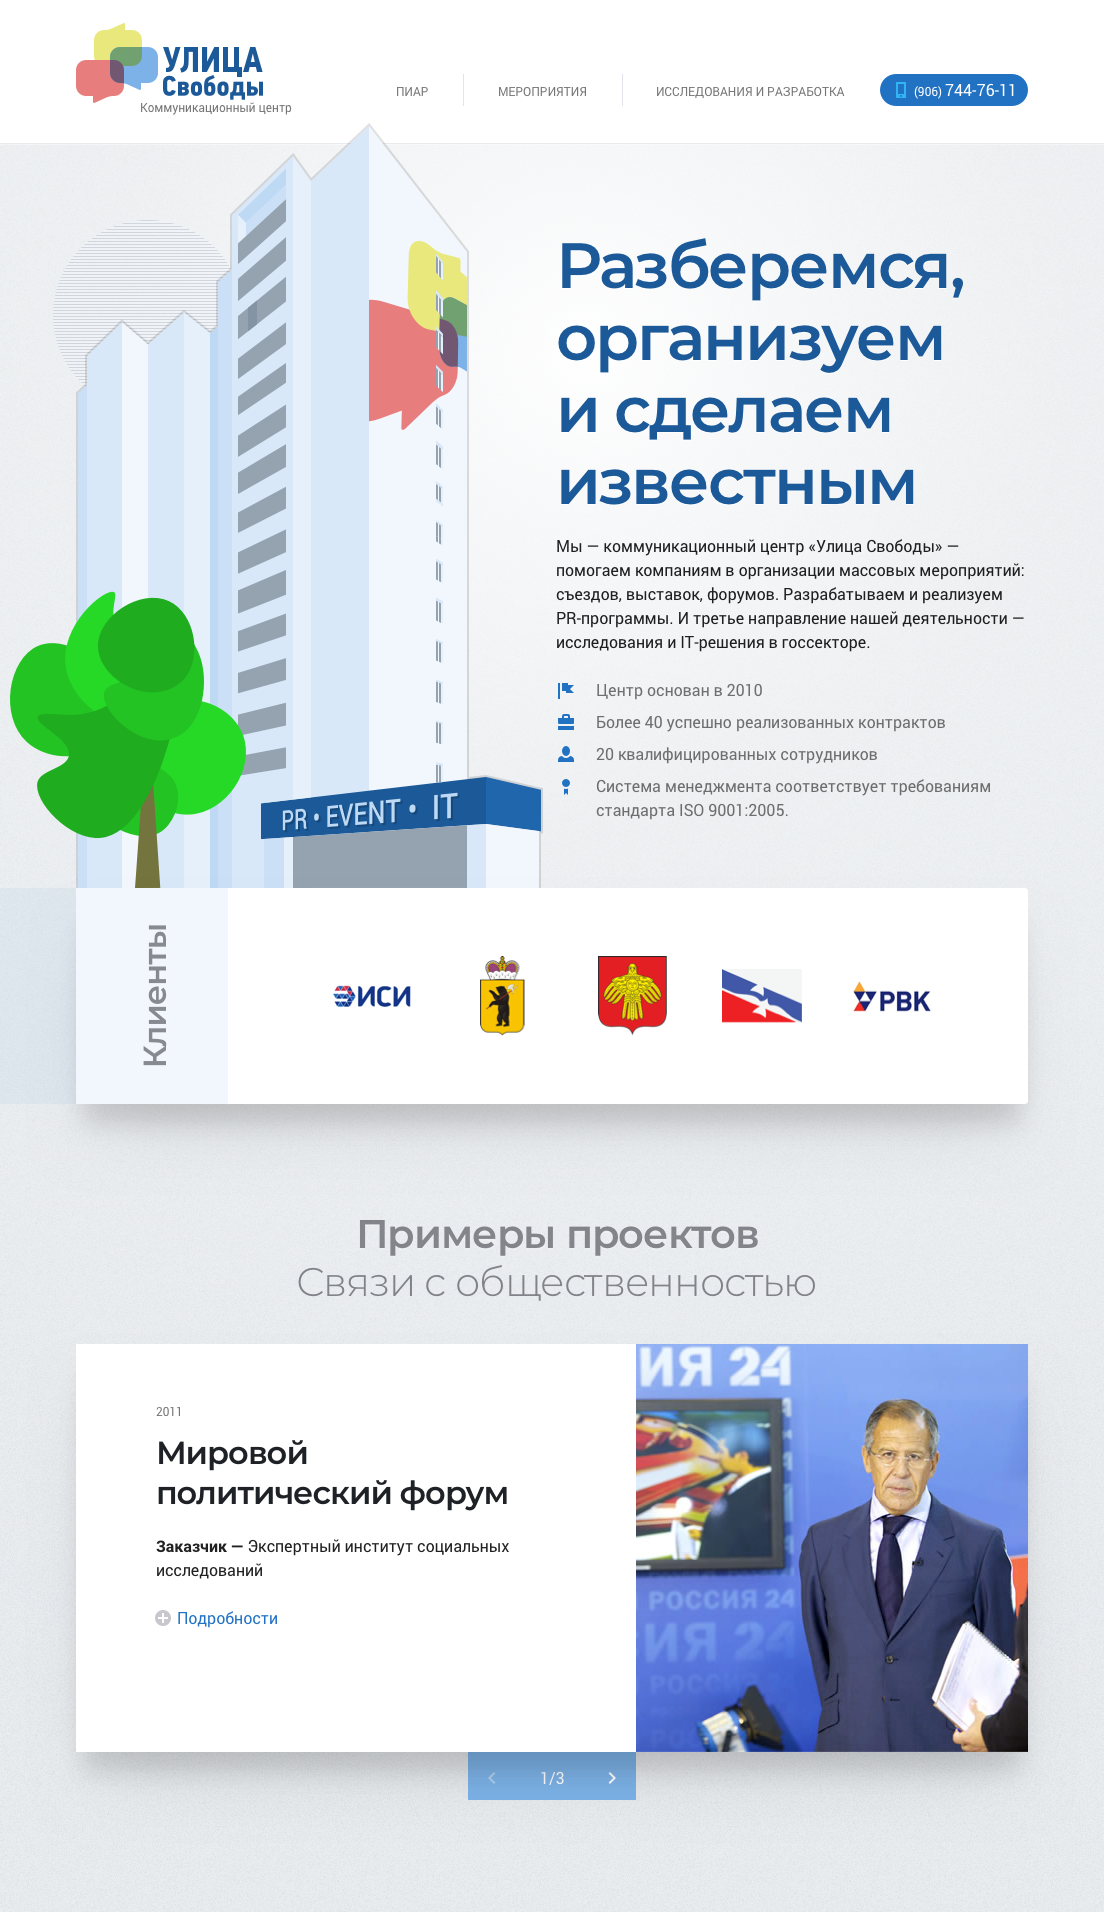 УЛИЦА
Свободы
Коммуникационный центр
ПИАР
МЕРОПРИЯТИЯ
ИССЛЕДОВАНИЯ И РАЗРАБОТКА
(906) 744-76-11
Разберемся,
организуем
и сделаем
известным
Мы — коммуникационный центр «Улица Свободы» —
помогаем компаниям в организации массовых мероприятий:
съездов, выставок, форумов. Разрабатываем и реализуем
PR-программы. И третье направление нашей деятельности —
исследования и IT-решения в госсекторе.
Центр основан в 2010
Более 40 успешно реализованных контрактов
20 квалифицированных сотрудников
Система менеджмента соответствует требованиям
стандарта ISO 9001:2005.
PR • EVENT • IT
Клиенты
ИСИ
РВК
Примеры проектов
Связи с общественностью
2011
Мировой
политический форум
Заказчик — Экспертный институт социальных
исследований
Подробности
ИЯ 24
РОССИЯ 24
ИЯ 24
РОССИЯ
РОС
1/3